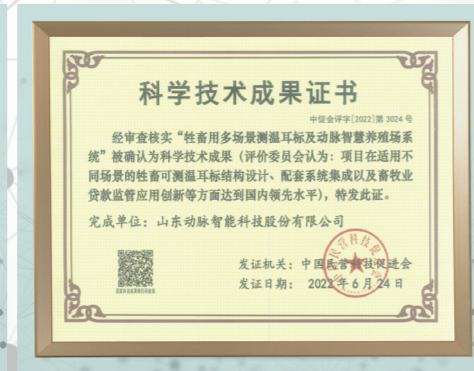 科学技术成果证书
中促会评字[2022]第 3024 号
经审查核实“牲畜用多场景测温耳标及动脉智慧养殖场系
统”被确认为科学技术成果（评价委员会认为：项目在适用不
同场景的牲畜可测温耳标结构设计、配套系统集成以及畜牧业
贷款监管应用创新等方面达到国内领先水平），特发此证。
完成单位：山东动脉智能科技股份有限公司
发证机关：中国民营科技促进会
发证日期： 2022 年 6 月 24 日